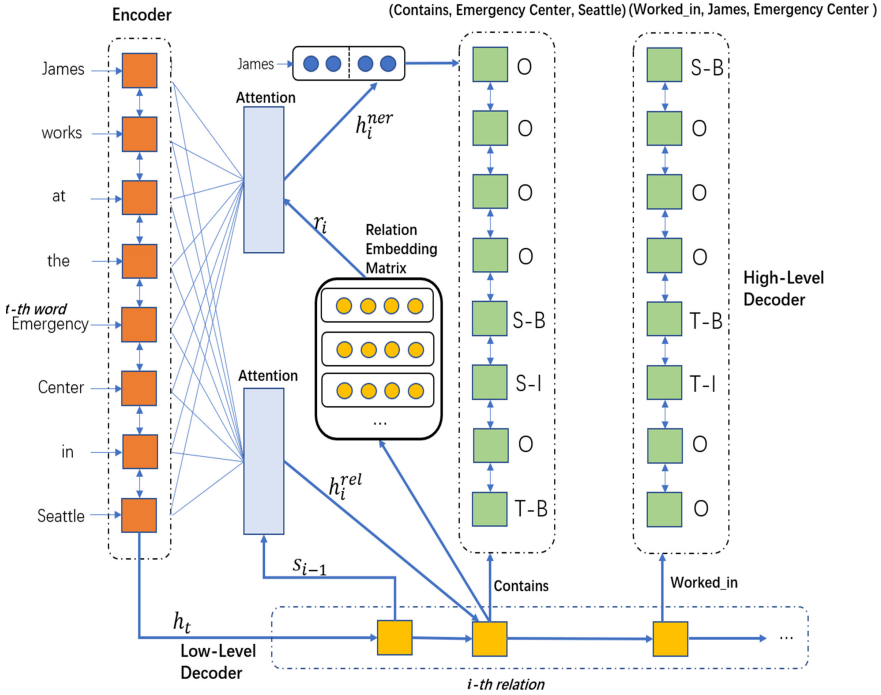 (Contains, Emergency Center, Seattle) (Worked_in, James, Emergency Center )
Encoder
James
works
at
the
t-th word
Emergency
Center
in
Seattle
James
Attention
h_i^{ner}
r_i
Relation
Embedding
Matrix
...
Attention
h_i^{rel}
s_{i-1}
h_t
Low-Level
Decoder
O
O
O
O
S-B
S-I
O
T-B
Contains
S-B
O
O
O
T-B
T-I
O
O
Worked_in
High-Level
Decoder
...
i-th relation